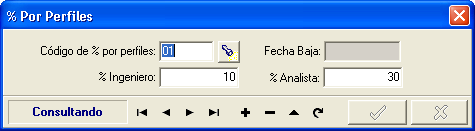 % Por Perfiles
Código de % por perfiles: 01 Fecha Baja:
% Ingeniero: 10 % Analista: 30
Consultando